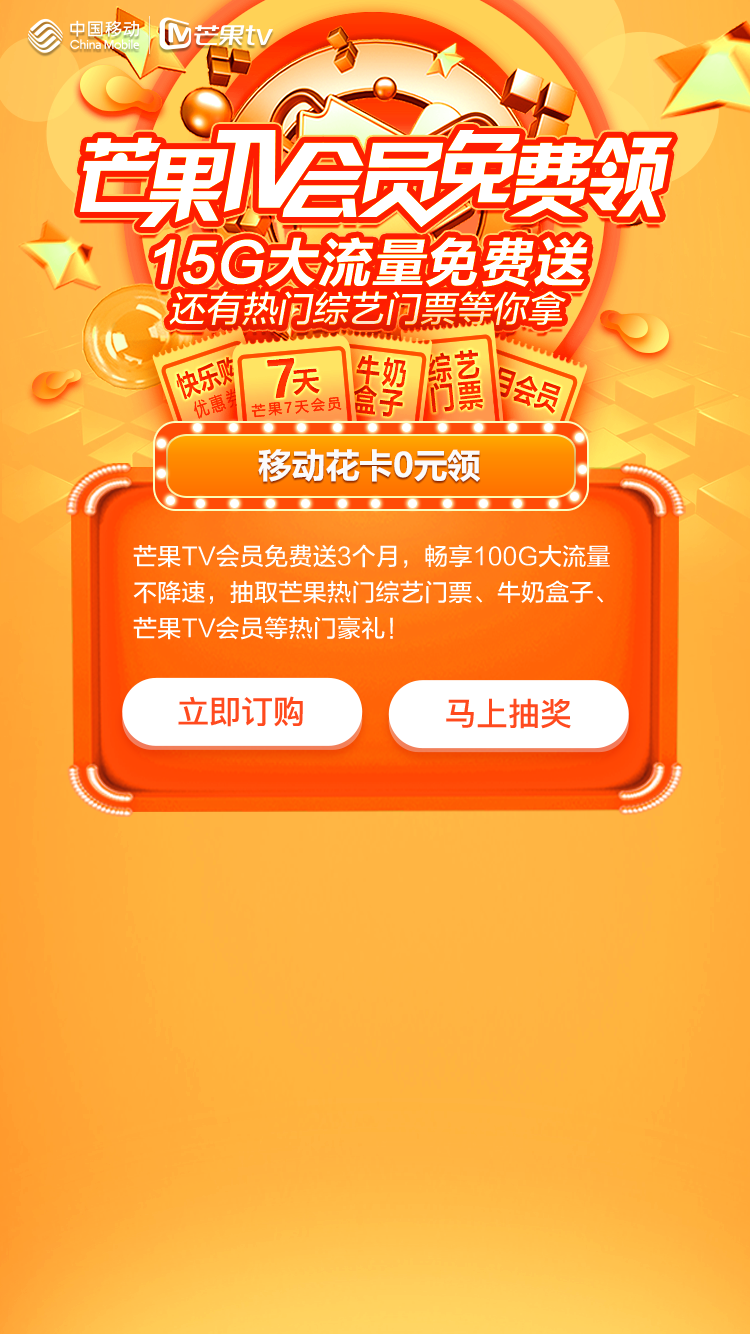 中国移动
China Mobile
芒果tv
芒果TV会员免费领
15G大流量免费送
还有热门综艺门票等你拿
快乐购
优惠券
7天
芒果7天会员
牛奶
盒子
综艺
门票
月会员
移动花卡0元领
芒果TV会员免费送3个月，畅享100G大流量
不降速，抽取芒果热门综艺门票、牛奶盒子、
芒果TV会员等热门豪礼！
立即订购
马上抽奖